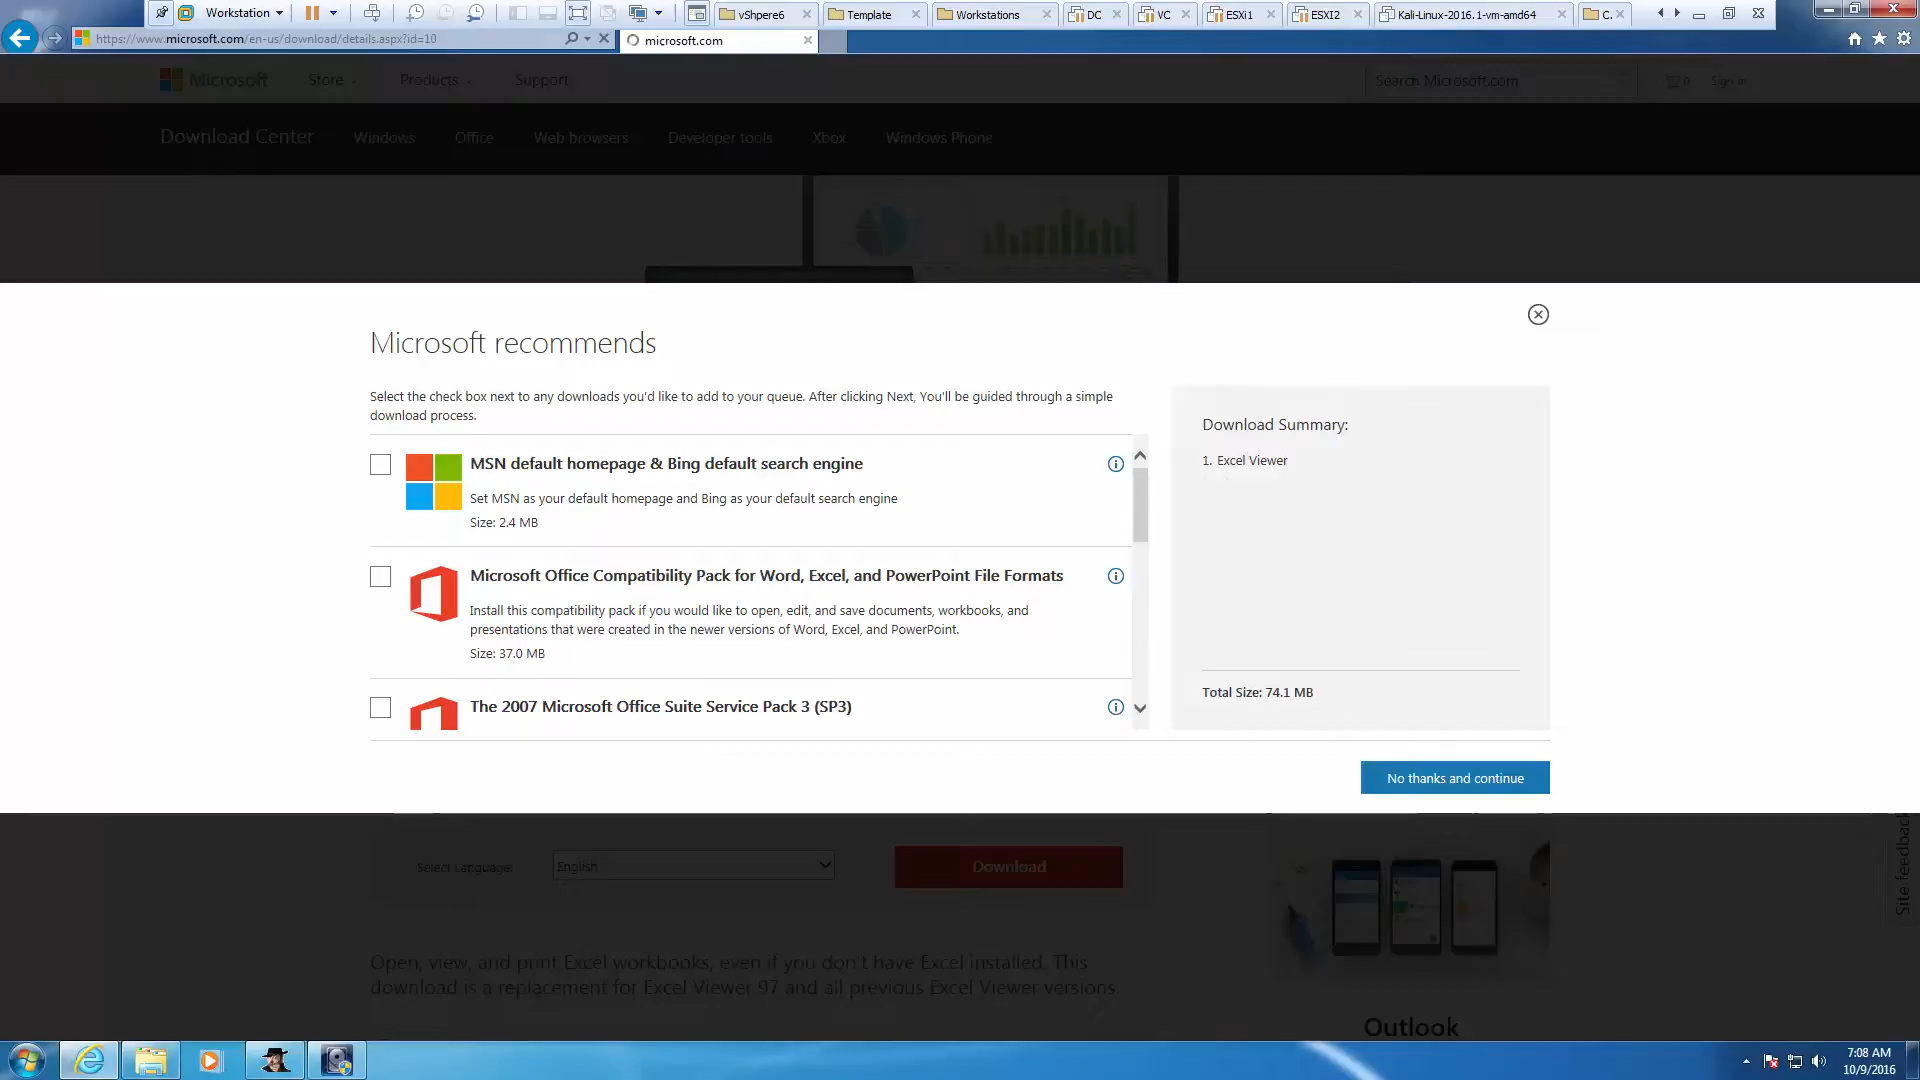 Workstation
vShpere6
Template
Workstations
DC
VC
ESXi1
ESXI2
Kali-Linux-2016.1-vm-amd64
C.
https://www.microsoft.com/en-us/download/details.aspx?id=10
microsoft.com
Microsoft
Store
Products
Support
Search Microsoft.com
0
Sign in
Download Center
Windows
Office
Web browsers
Developer tools
Xbox
Windows Phone
Microsoft recommends
Select the check box next to any downloads you'd like to add to your queue. After clicking Next, You'll be guided through a simple
download process.
MSN default homepage & Bing default search engine
Set MSN as your default homepage and Bing as your default search engine
Size: 2.4 MB
Microsoft Office Compatibility Pack for Word, Excel, and PowerPoint File Formats
Install this compatibility pack if you would like to open, edit, and save documents, workbooks, and
presentations that were created in the newer versions of Word, Excel, and PowerPoint.
Size: 37.0 MB
The 2007 Microsoft Office Suite Service Pack 3 (SP3)
Download Summary:
1. Excel Viewer
Total Size: 74.1 MB
No thanks and continue
Select Language:
English
Download
Site feedback
Open, view, and print Excel workbooks, even if you don't have Excel installed. This
download is a replacement for Excel Viewer 97 and all previous Excel Viewer versions.
Outlook
7:08 AM
10/9/2016